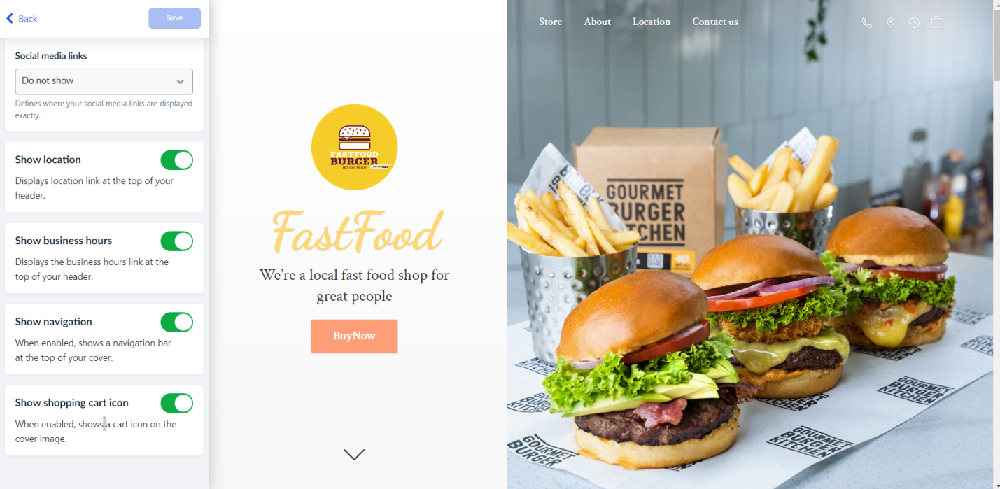 Back
Save
Social media links
Do not show
Defines where your social media links are displayed
exactly.
Show location
Displays location link at the top of your
header.
Show business hours
Displays the business hours link at the
top of your header.
Show navigation
When enabled, shows a navigation bar
at the top of your cover.
Show shopping cart icon
When enabled, shows a cart icon on the
cover image.
FASTFOOD
BURGER
HO CHI MINH
FastFood
We're a local fast food shop for
great people
BuyNow
Store About Location Contact us
GOURMET
BURGER
KITCHEN
GOURMET
BURGER
KITCHEN
GOURMET
BURGER
KITCHEN
GOURMET
BURGER
KITCHEN